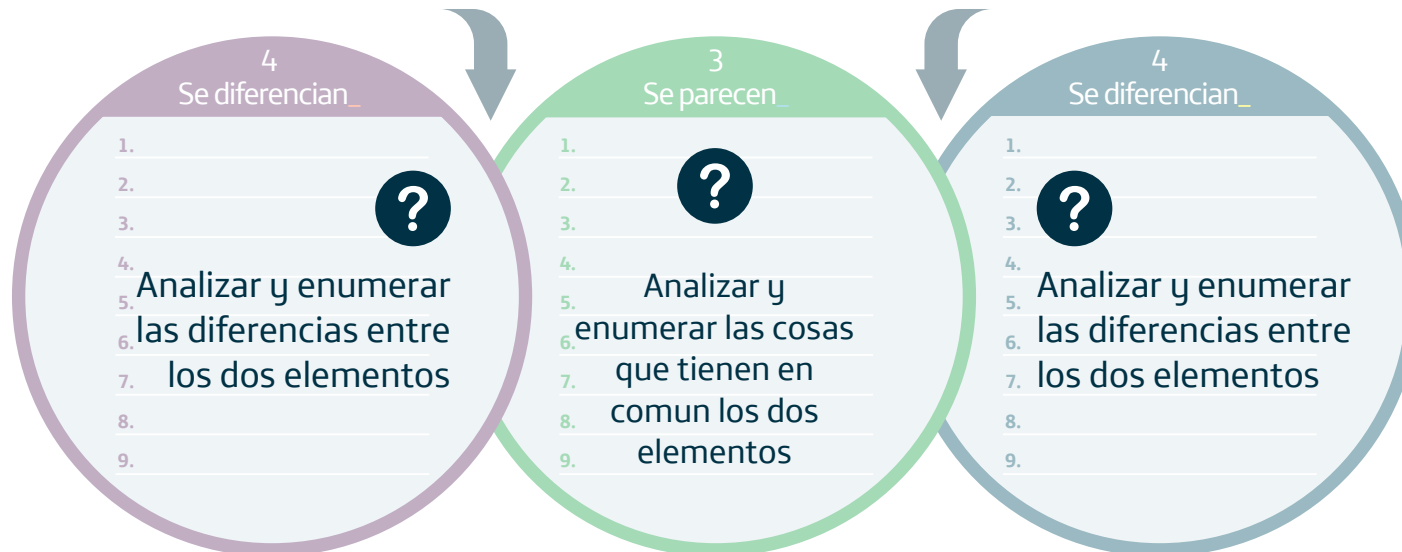 4
Se diferencian_
1.
2.
3.
4.
5.
6.
7.
8.
9.
?
Analizar y enumerar
las diferencias entre
los dos elementos
3
Se parecen_
1.
2.
3.
4.
5.
6.
7.
8.
9.
?
Analizar y
enumerar las cosas
que tienen en
comun los dos
elementos
4
Se diferencian_
1.
2.
3.
4.
5.
6.
7.
8.
9.
?
Analizar y enumerar
las diferencias entre
los dos elementos